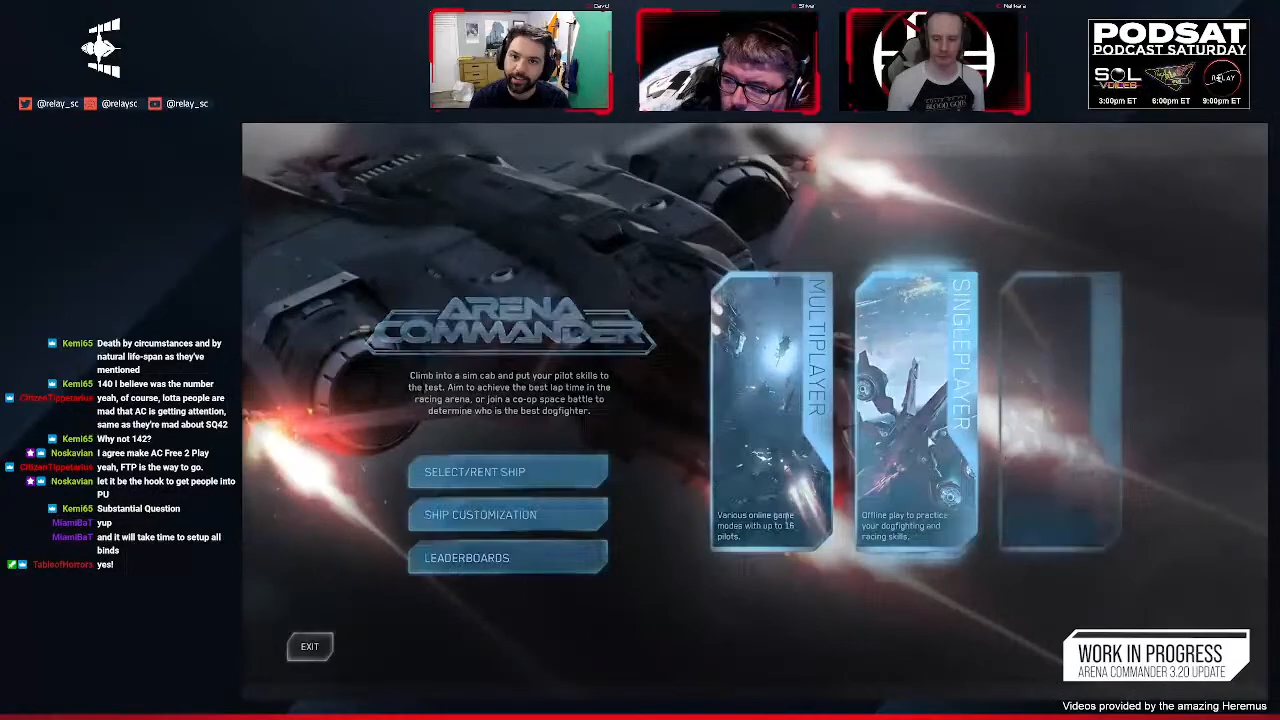 David
Silver
PODSAT
PODCAST SATURDAY
SOL
VOICES
RELAY
3:00pm ET 6:00pm ET 9:00pm ET
@relay_sc @relaysc @relay_sc
BLOOD GODS
ARENA
COMMANDER
Climb into a sim cab and put your pilot skills to
the test. Aim to achieve the best lap time in the
racing arena, or join a co-op space battle to
determine who is the best dogfighter.
SELECT/RENT SHIP
SHIP CUSTOMIZATION
LEADERBOARDS
EXIT
MULTIPLAYER
Various online game
modes with up to 16
pilots.
SINGLEPLAYER
Offline play to practice
your dogfighting and
racing skills.
Kemi65 Death by circumstances and by
natural life-span as they've
mentioned
Kemi65 140 I believe was the number
CitizenTippetarius yeah, of course, lotta people are
mad that AC is getting attention,
same as they're mad about SQ42
Kemi65 Why not 142?
Noskavian I agree make AC Free 2 Play
CitizenTippetarius yeah, FTP is the way to go.
Noskavian let it be the hook to get people into
PU
Kemi65 Substantial Question
MiamiBaT yup
MiamiBaT and it will take time to setup all
binds
TableofHorrors yes!
WORK IN PROGRESS
ARENA COMMANDER 3.20 UPDATE
Videos provided by the amazing Heremus